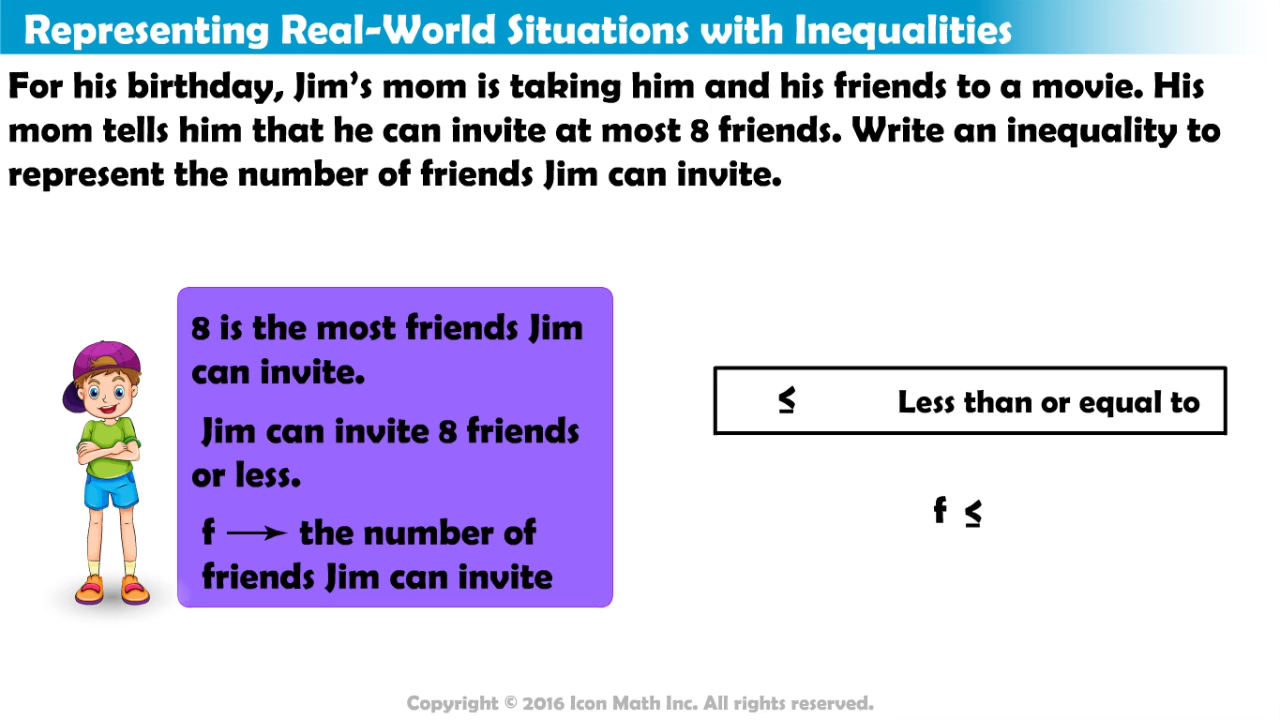 Representing Real-World Situations with Inequalities
For his birthday, Jim’s mom is taking him and his friends to a movie. His
mom tells him that he can invite at most 8 friends. Write an inequality to
represent the number of friends Jim can invite.
8 is the most friends Jim
can invite.
Jim can invite 8 friends
or less.
f → the number of
friends Jim can invite
≤ Less than or equal to
f ≤
Copyright © 2016 Icon Math Inc. All rights reserved.